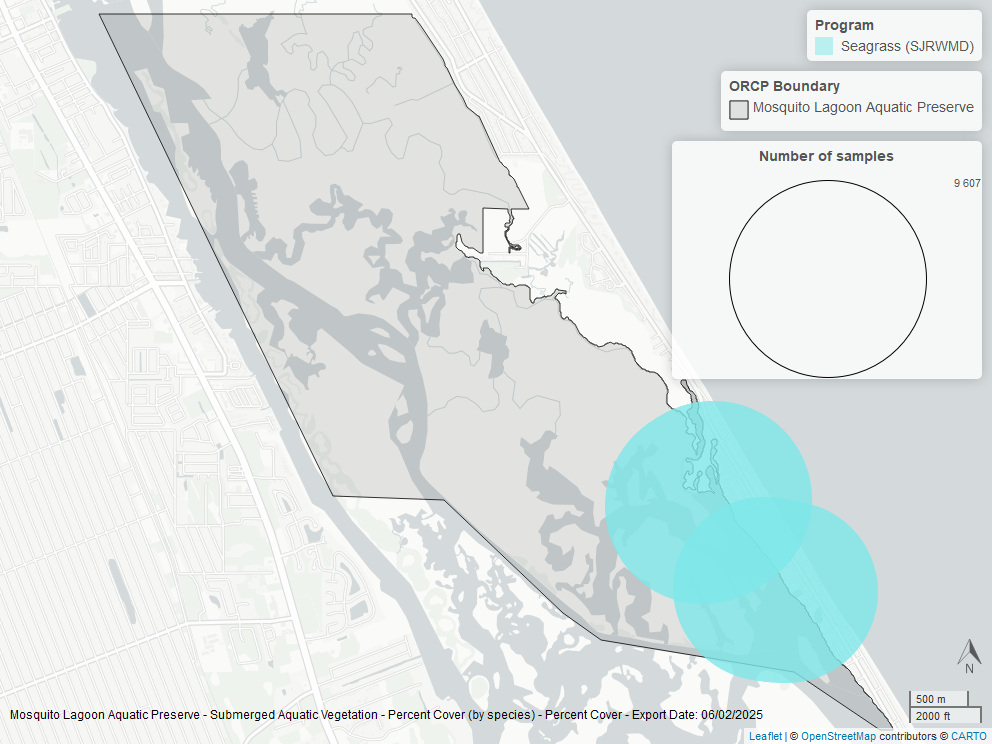 Program
Seagrass (SJRWMD)
ORCP Boundary
Mosquito Lagoon Aquatic Preserve
Number of samples
9 607
N
500 m
2000 ft
Mosquito Lagoon Aquatic Preserve - Submerged Aquatic Vegetation - Percent Cover (by species) - Percent Cover - Export Date: 06/02/2025
Leaflet | © OpenStreetMap contributors © CARTO